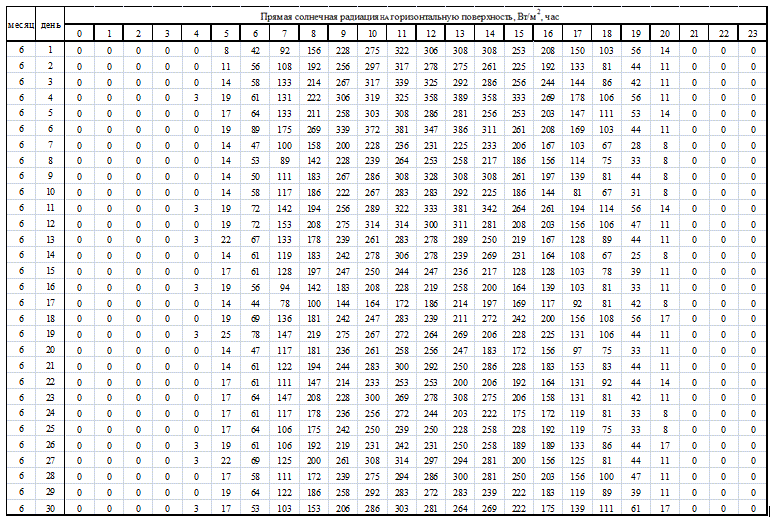 месяц день Прямая солнечная радиация на горизонтальную поверхность, Вт/м², час
0 1 2 3 4 5 6 7 8 9 10 11 12 13 14 15 16 17 18 19 20 21 22 23
6 1 0 0 0 0 0 8 42 92 156 228 275 322 306 308 308 253 208 150 103 56 14 0 0 0
6 2 0 0 0 0 0 11 56 108 192 256 297 317 278 275 261 225 192 133 81 44 11 0 0 0
6 3 0 0 0 0 0 14 58 133 214 267 317 339 325 292 286 256 244 144 86 42 11 0 0 0
6 4 0 0 0 0 3 19 61 131 222 306 319 325 358 389 358 333 269 178 106 56 11 0 0 0
6 5 0 0 0 0 0 17 64 133 211 258 303 308 286 281 256 253 203 147 111 53 14 0 0 0
6 6 0 0 0 0 0 19 89 175 269 339 372 381 347 386 311 261 208 169 103 44 11 0 0 0
6 7 0 0 0 0 0 14 47 100 158 200 228 236 231 225 233 206 167 103 67 28 8 0 0 0
6 8 0 0 0 0 0 14 53 89 142 228 239 264 253 258 217 186 156 114 75 33 8 0 0 0
6 9 0 0 0 0 0 14 50 111 183 267 286 308 328 308 308 261 197 139 81 44 8 0 0 0
6 10 0 0 0 0 0 14 58 117 186 222 267 283 283 292 225 186 144 81 67 31 8 0 0 0
6 11 0 0 0 0 3 19 72 142 194 256 289 322 333 381 342 264 261 194 114 56 14 0 0 0
6 12 0 0 0 0 0 19 72 153 208 275 314 314 300 311 281 208 203 156 106 47 11 0 0 0
6 13 0 0 0 0 3 22 67 133 178 239 261 283 278 289 250 219 167 128 89 44 11 0 0 0
6 14 0 0 0 0 0 14 61 119 183 242 278 306 278 239 269 231 164 108 67 25 8 0 0 0
6 15 0 0 0 0 0 17 61 128 197 247 250 244 247 236 217 128 128 103 78 39 11 0 0 0
6 16 0 0 0 0 3 19 56 94 142 183 208 228 219 258 200 164 139 103 81 33 11 0 0 0
6 17 0 0 0 0 0 14 44 78 100 144 164 172 186 214 197 169 117 92 81 42 8 0 0 0
6 18 0 0 0 0 0 19 69 136 181 242 247 283 239 211 272 242 200 156 108 56 17 0 0 0
6 19 0 0 0 0 3 25 78 147 219 275 267 272 264 269 206 228 225 131 106 44 11 0 0 0
6 20 0 0 0 0 0 14 47 117 181 236 261 258 256 247 183 172 156 97 75 33 11 0 0 0
6 21 0 0 0 0 0 14 61 122 194 244 283 300 292 250 286 228 183 153 83 44 11 0 0 0
6 22 0 0 0 0 0 17 61 111 147 214 233 253 253 200 206 192 164 131 92 44 14 0 0 0
6 23 0 0 0 0 0 17 64 147 208 228 300 269 278 308 275 206 158 131 81 42 11 0 0 0
6 24 0 0 0 0 0 17 61 117 178 236 256 272 244 203 222 175 172 119 81 33 8 0 0 0
6 25 0 0 0 0 0 17 64 106 175 242 250 239 250 228 258 228 192 119 75 33 8 0 0 0
6 26 0 0 0 0 3 19 61 106 192 219 231 242 231 250 258 189 189 133 86 44 17 0 0 0
6 27 0 0 0 0 3 22 69 125 200 261 308 314 297 294 281 200 156 125 81 44 11 0 0 0
6 28 0 0 0 0 0 17 58 111 172 239 275 294 286 300 281 250 203 156 100 47 11 0 0 0
6 29 0 0 0 0 0 19 64 122 186 258 292 283 272 283 239 222 183 119 89 39 11 0 0 0
6 30 0 0 0 0 3 17 53 103 153 206 286 303 281 264 269 222 175 139 111 61 17 0 0 0